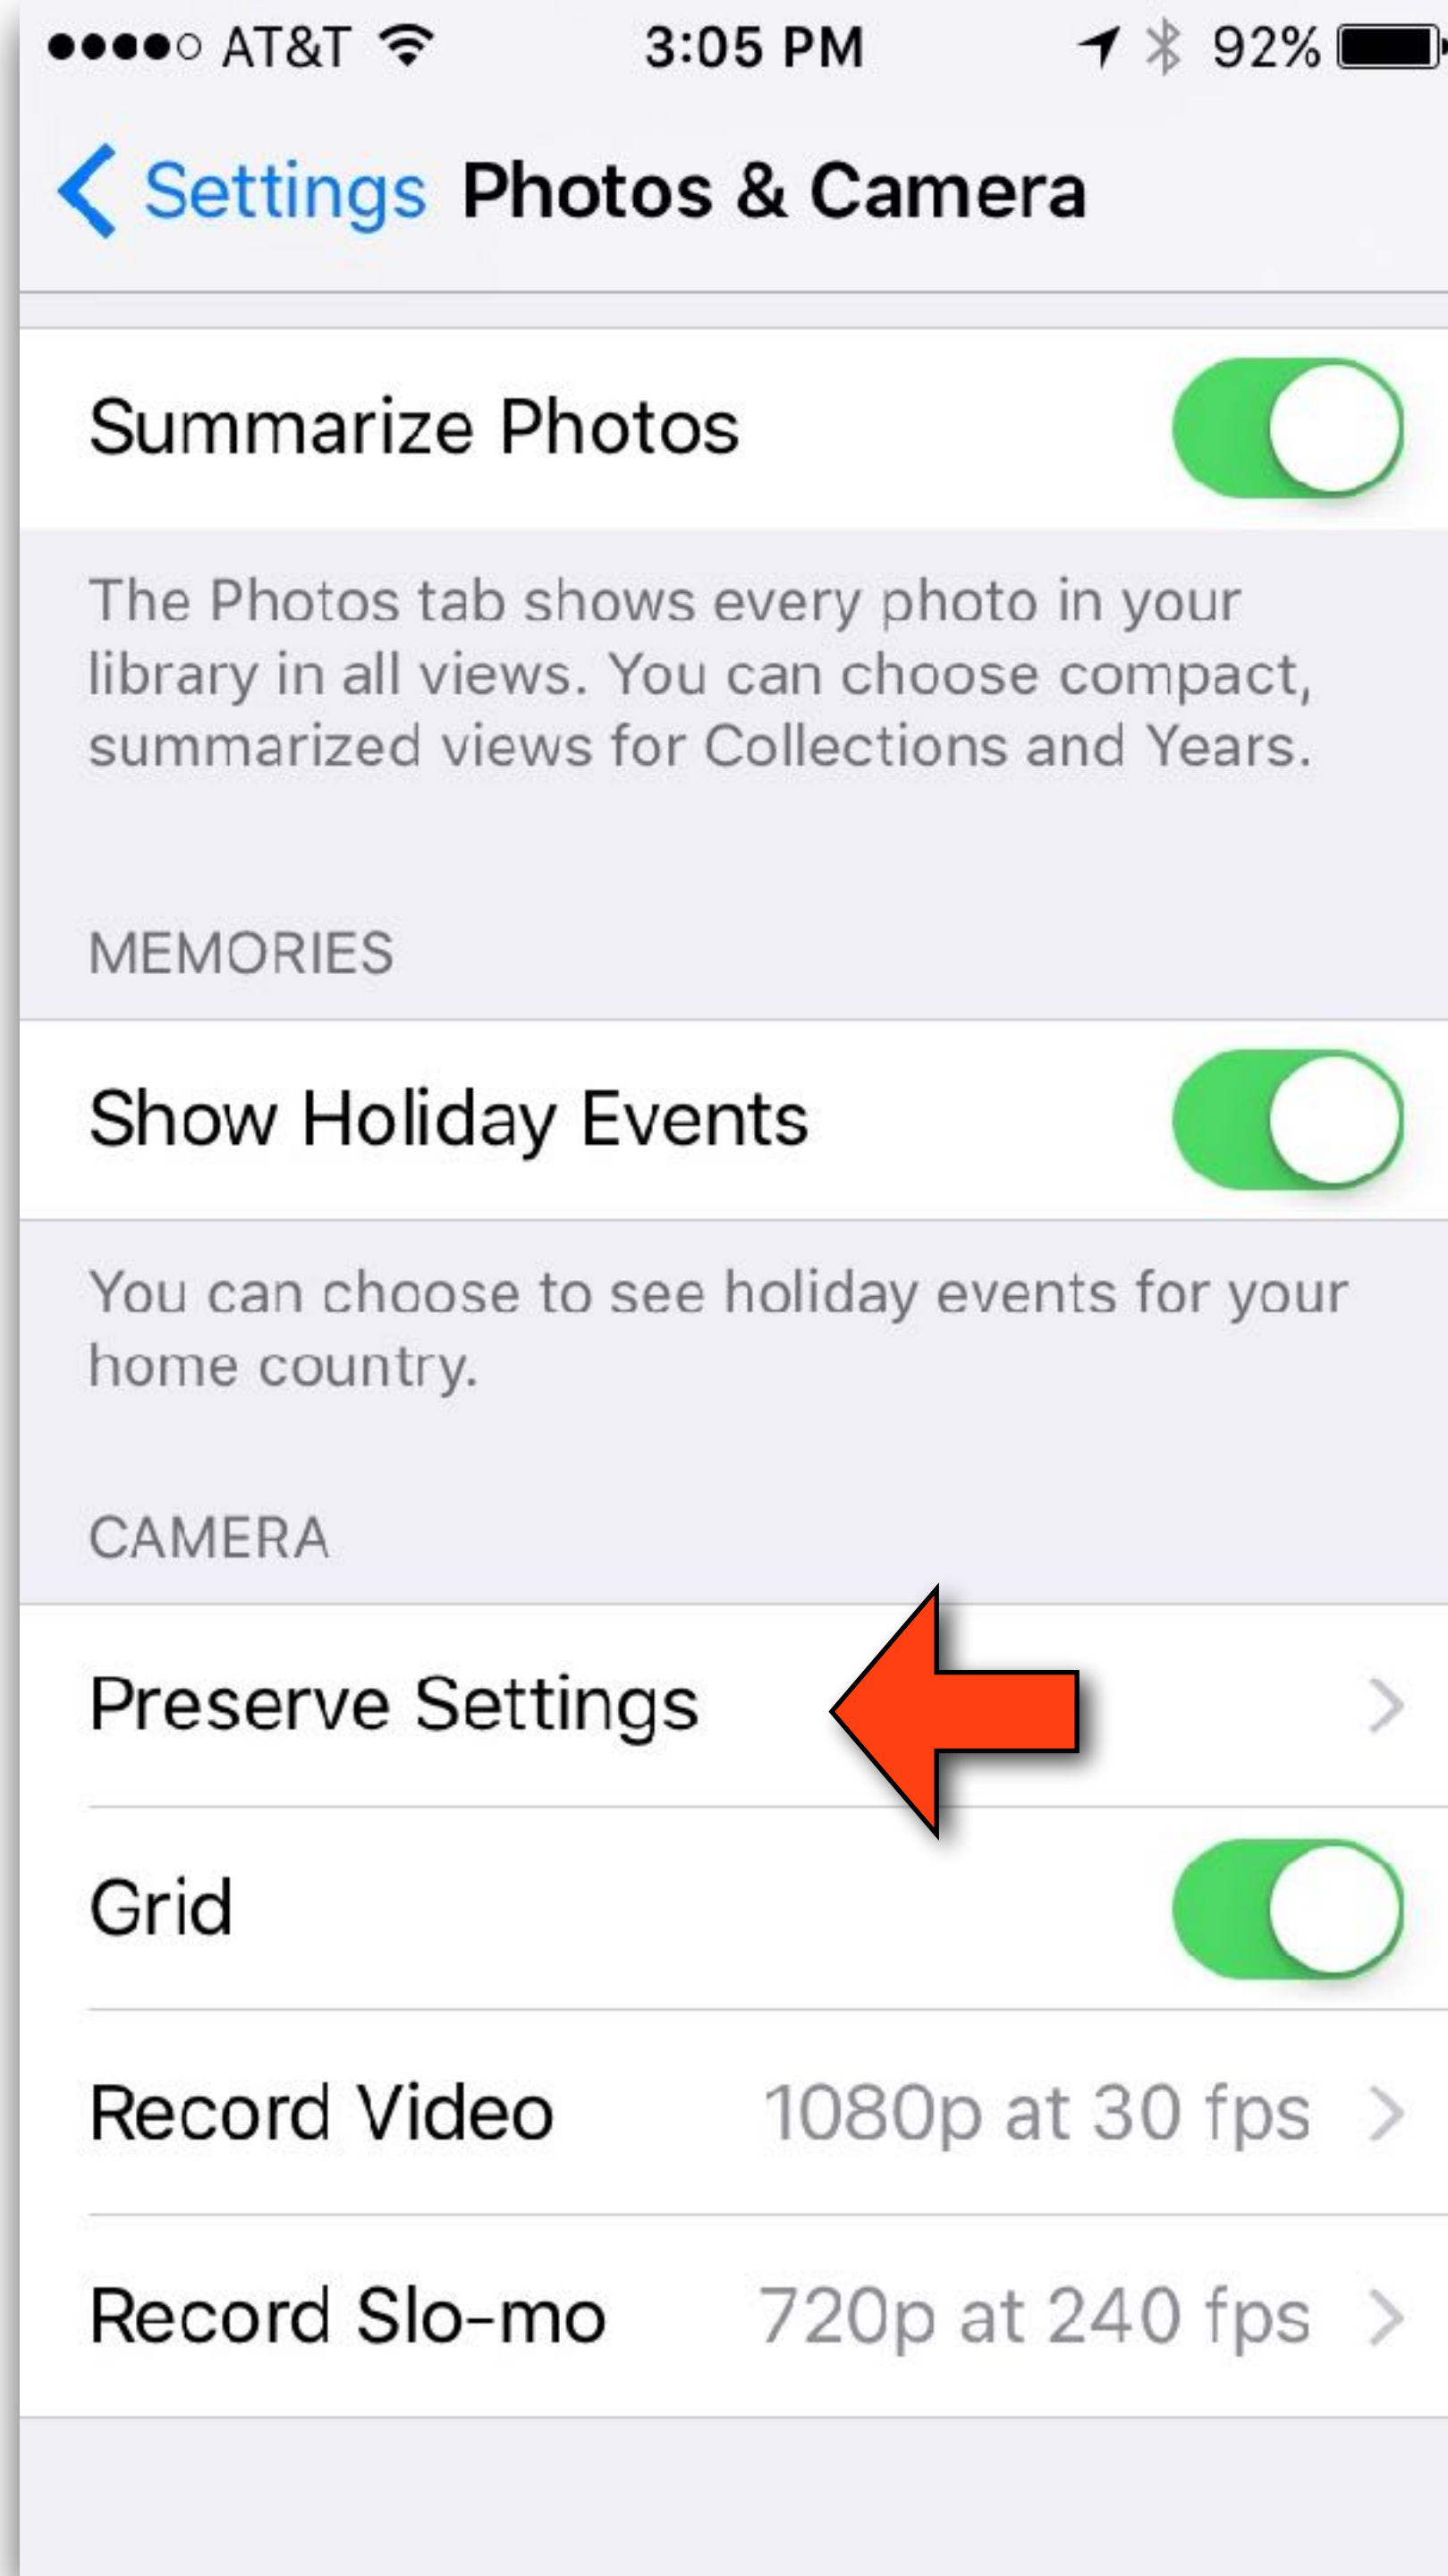 AT&T 3:05 PM 92%
Settings Photos & Camera
Summarize Photos
The Photos tab shows every photo in your
library in all views. You can choose compact,
summarized views for Collections and Years.
MEMORIES
Show Holiday Events
You can choose to see holiday events for your
home country.
CAMERA
Preserve Settings
Grid
Record Video 1080p at 30 fps
Record Slo-mo 720p at 240 fps